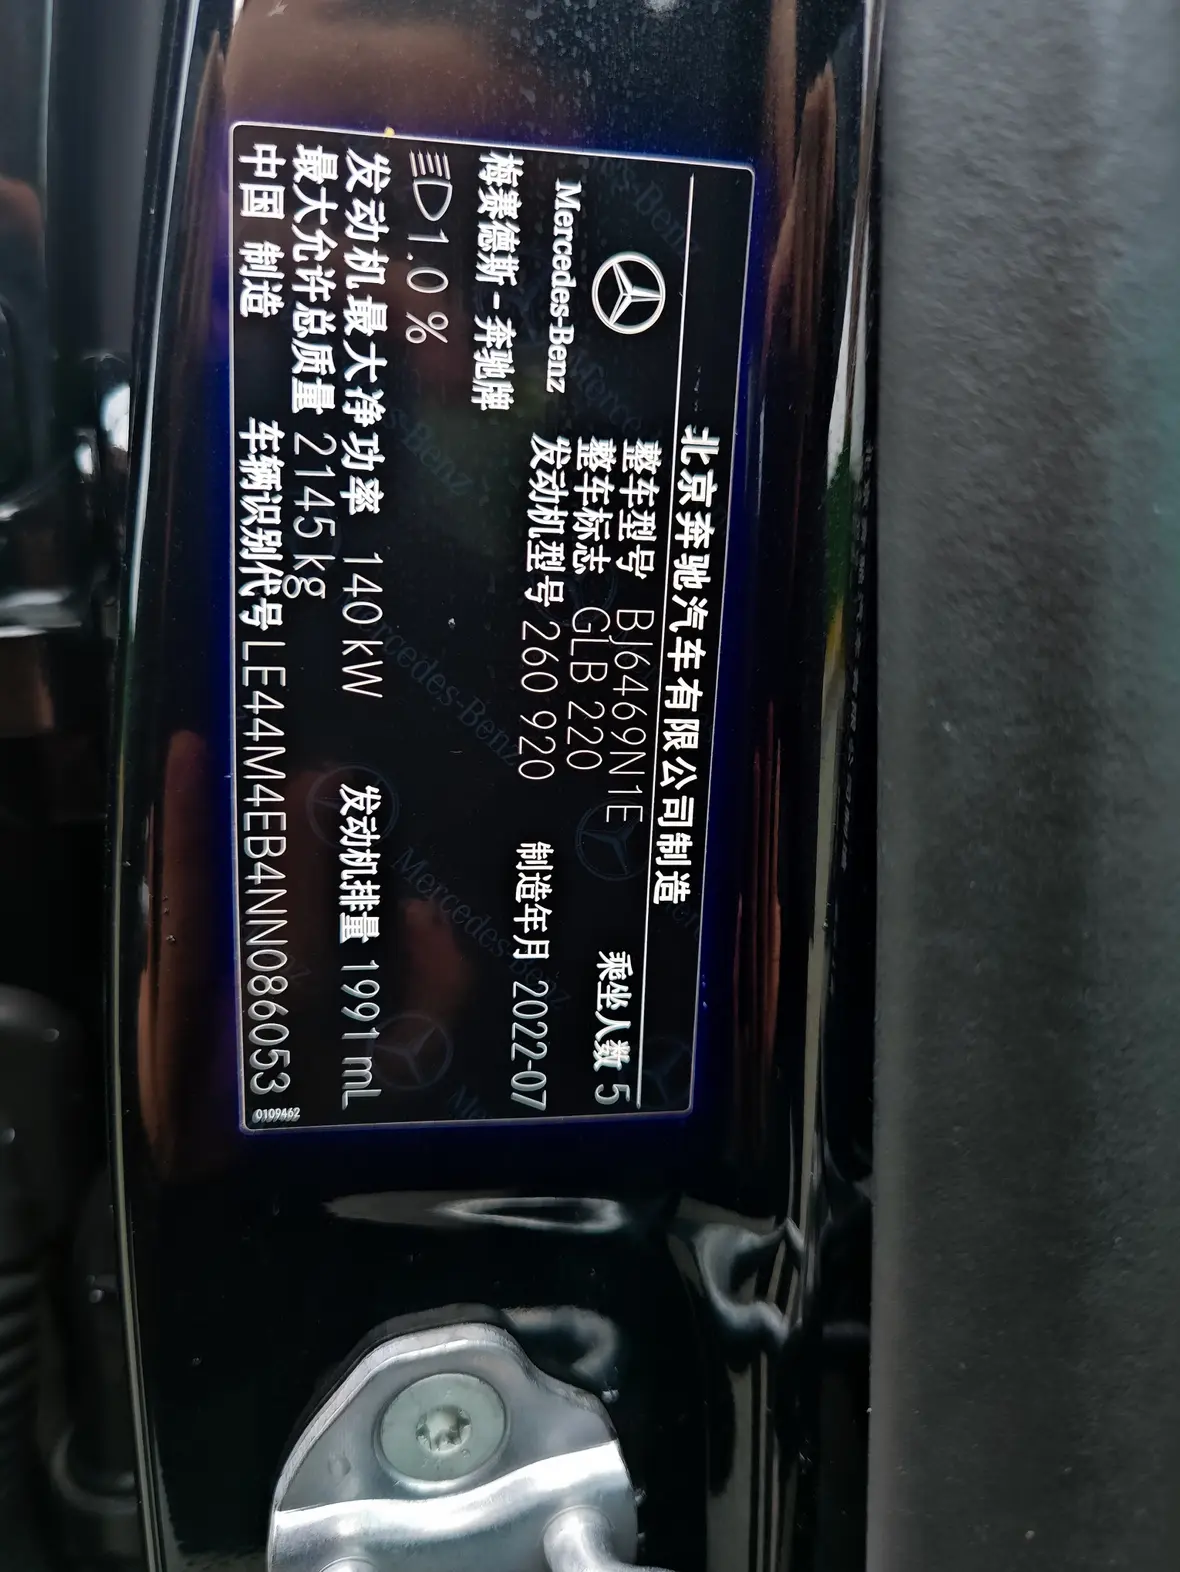 北京奔驰汽车有限公司制造
整车型号 BJ6469N1E
乘坐人数 5
整车标志 GLB 220
Mercedes-Benz
发动机型号 260 920
制造年月 2022-07
梅赛德斯-奔驰牌
1.0 %
发动机最大净功率 140 kW
发动机排量 1991 mL
最大允许总质量 2145 kg
中国 制造
车辆识别代号 LE44M4EB4NN086053
0109462